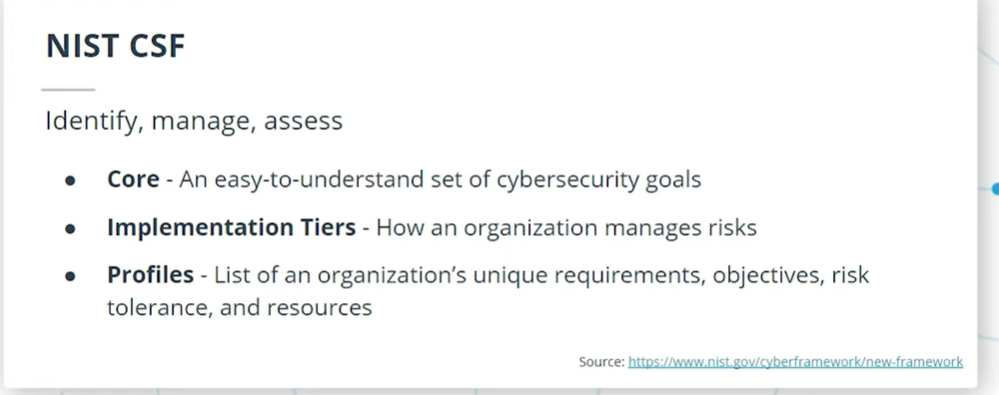 NIST CSF
Identify, manage, assess
● Core - An easy-to-understand set of cybersecurity goals
● Implementation Tiers - How an organization manages risks
● Profiles - List of an organization’s unique requirements, objectives, risk
tolerance, and resources
Source: https://www.nist.gov/cyberframework/new-framework